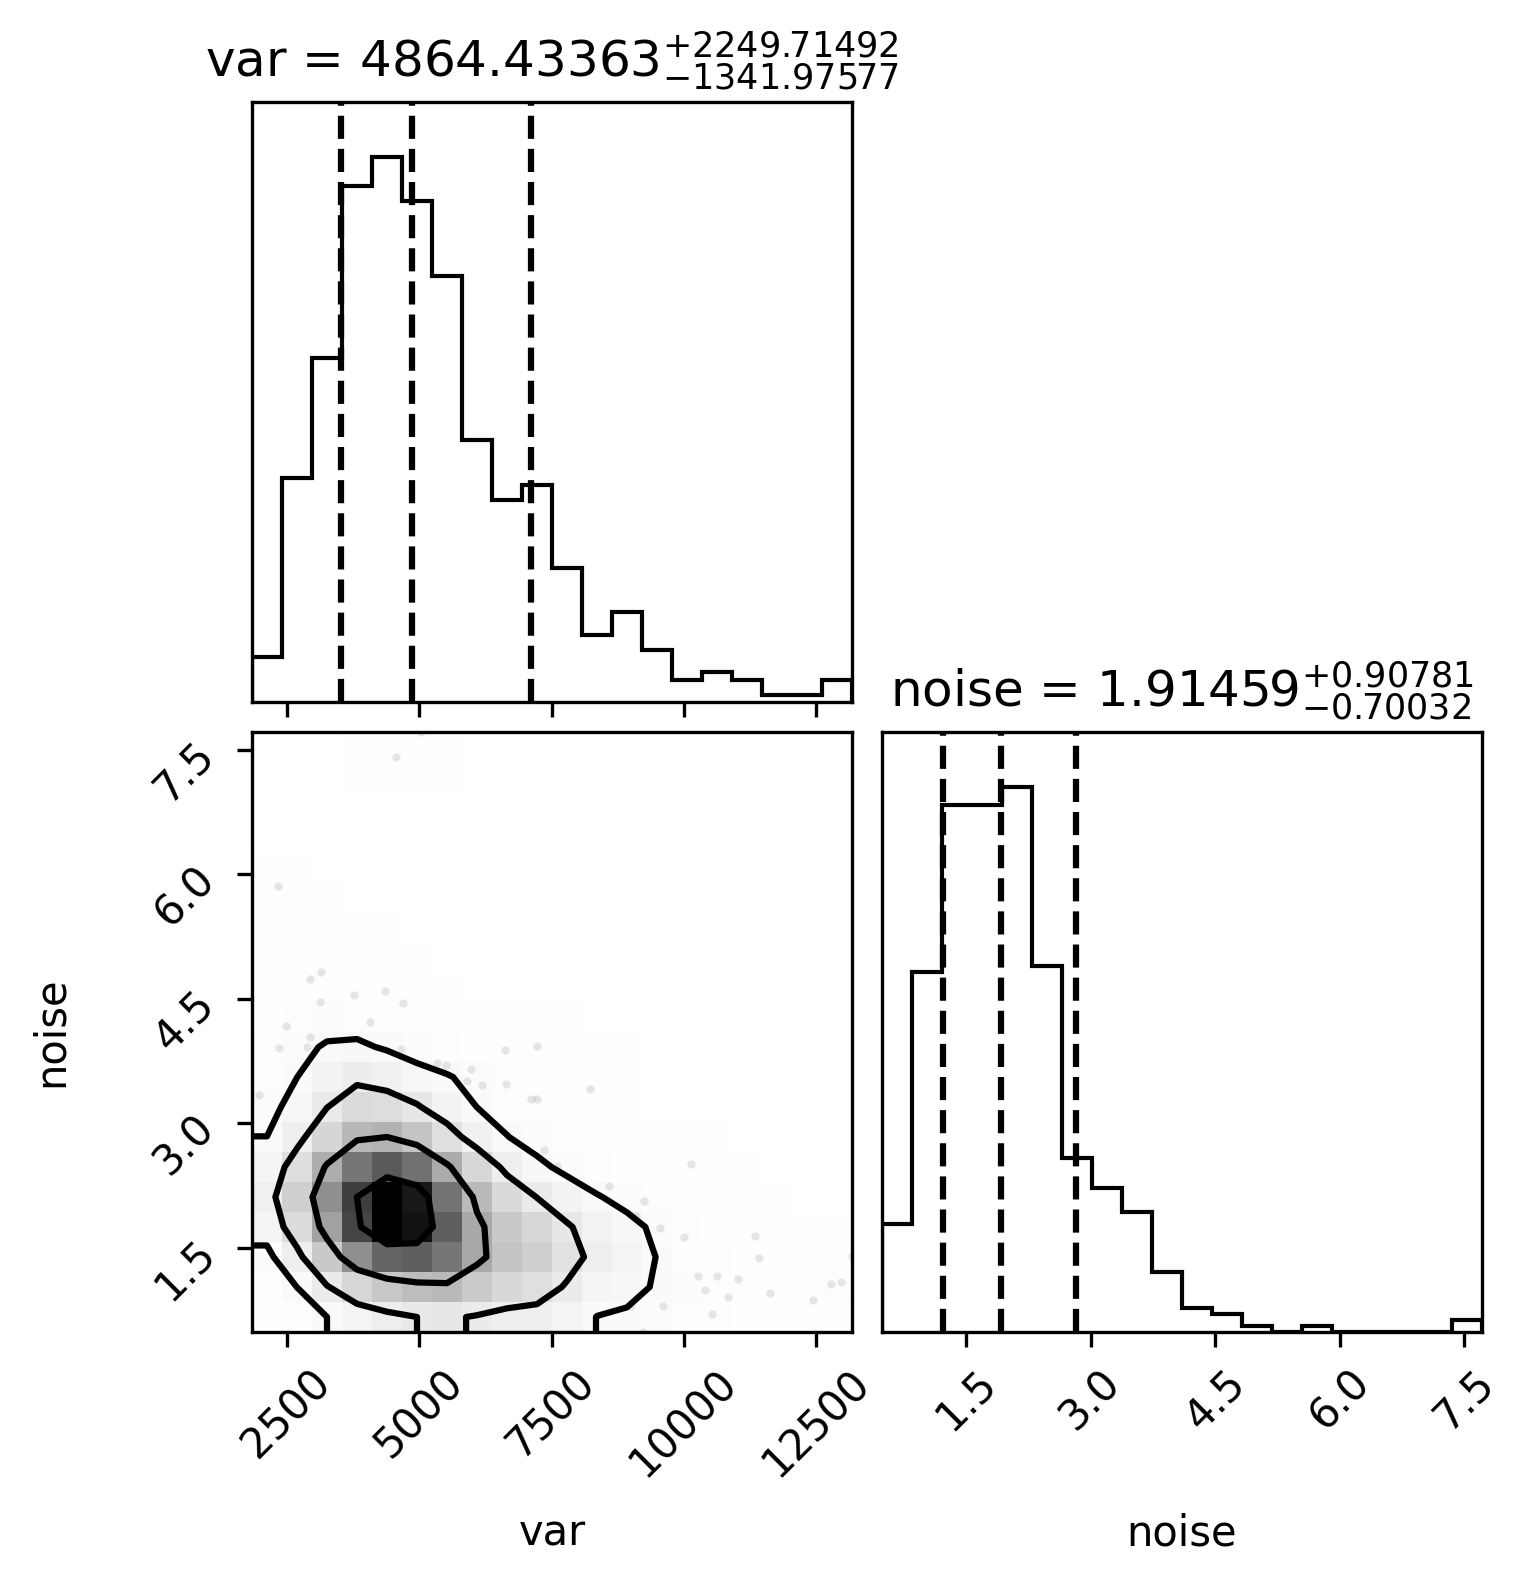 var = 4864.43363+2249.71492−1341.97577
noise = 1.91459+0.90781−0.70032
7.5
6.0
4.5
3.0
1.5
noise
2500 5000 7500 10000 12500
1.5 3.0 4.5 6.0 7.5
var
noise